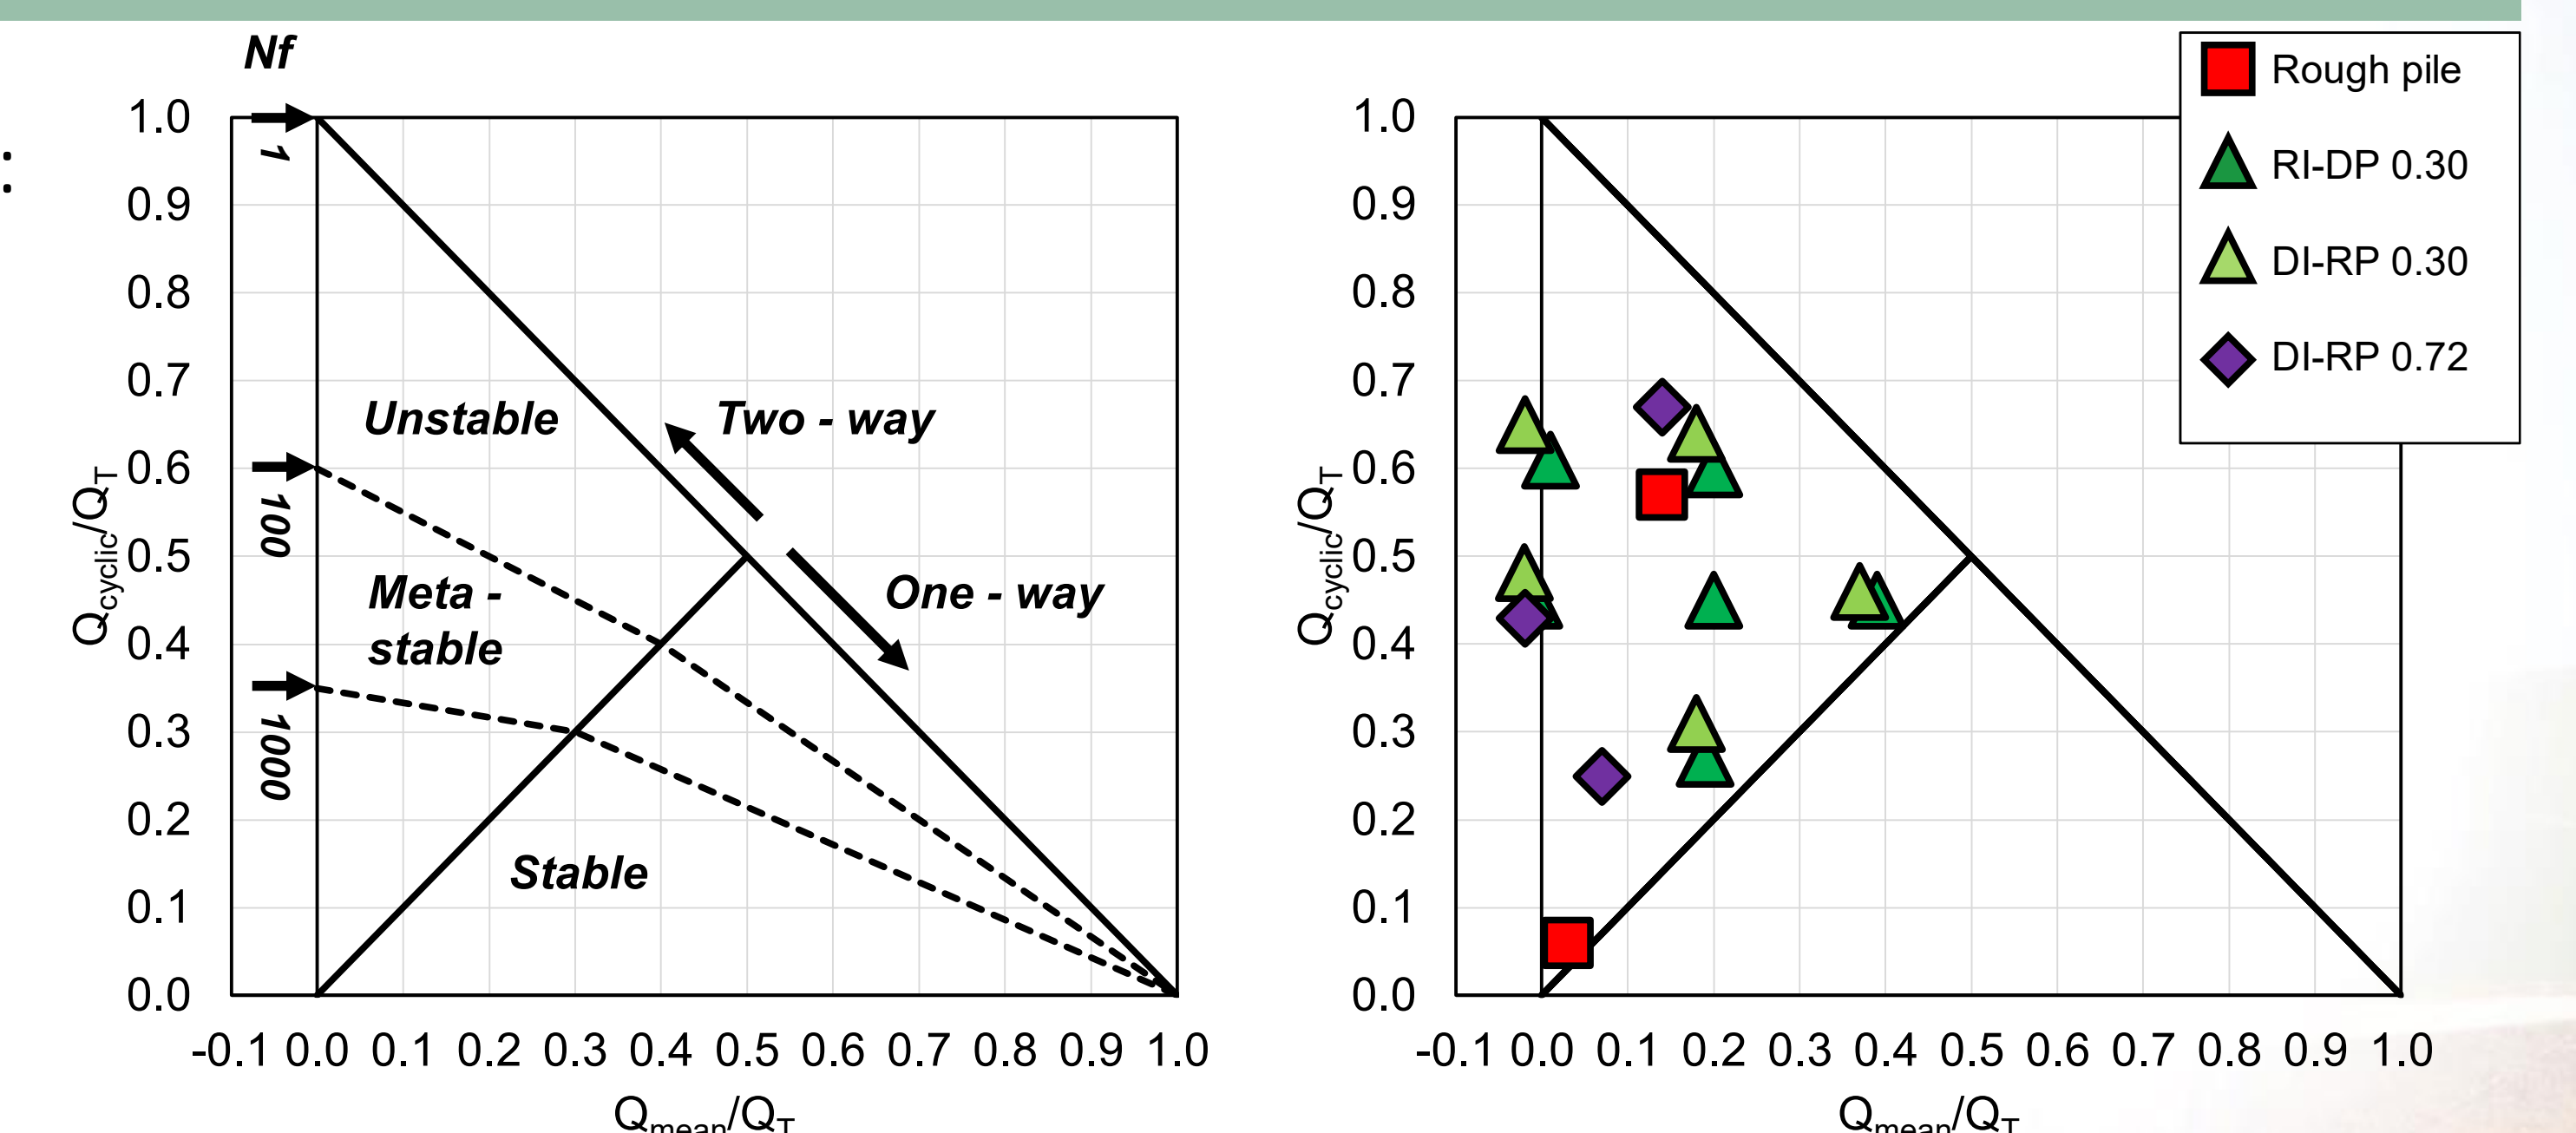 :
Nf
1.0
0.9
0.8
0.7
0.6
0.5
0.4
0.3
0.2
0.1
0.0
Qcyclic/QT
1
100
1000
Unstable
Two - way
Meta -
stable
One - way
Stable
-0.1 0.0 0.1 0.2 0.3 0.4 0.5 0.6 0.7 0.8 0.9 1.0
Qmean/QT
1.0
0.9
0.8
0.7
0.6
0.5
0.4
0.3
0.2
0.1
0.0
Qcyclic/QT
-0.1 0.0 0.1 0.2 0.3 0.4 0.5 0.6 0.7 0.8 0.9 1.0
Qmean/QT
Rough pile
RI-DP 0.30
DI-RP 0.30
DI-RP 0.72